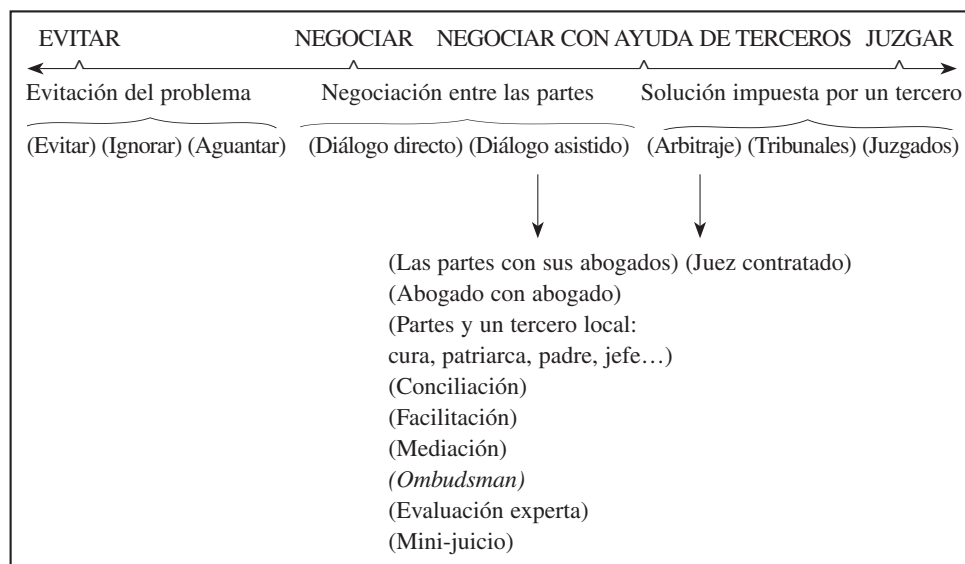 EVITAR NEGOCIAR NEGOCIAR CON AYUDA DE TERCEROS JUZGAR
Evitación del problema Negociación entre las partes Solución impuesta por un tercero
(Evitar) (Ignorar) (Aguantar) (Diálogo directo) (Diálogo asistido) (Arbitraje) (Tribunales) (Juzgados)
(Las partes con sus abogados) (Juez contratado)
(Abogado con abogado)
(Partes y un tercero local:
cura, patriarca, padre, jefe…)
(Conciliación)
(Facilitación)
(Mediación)
(Ombudsman)
(Evaluación experta)
(Mini-juicio)